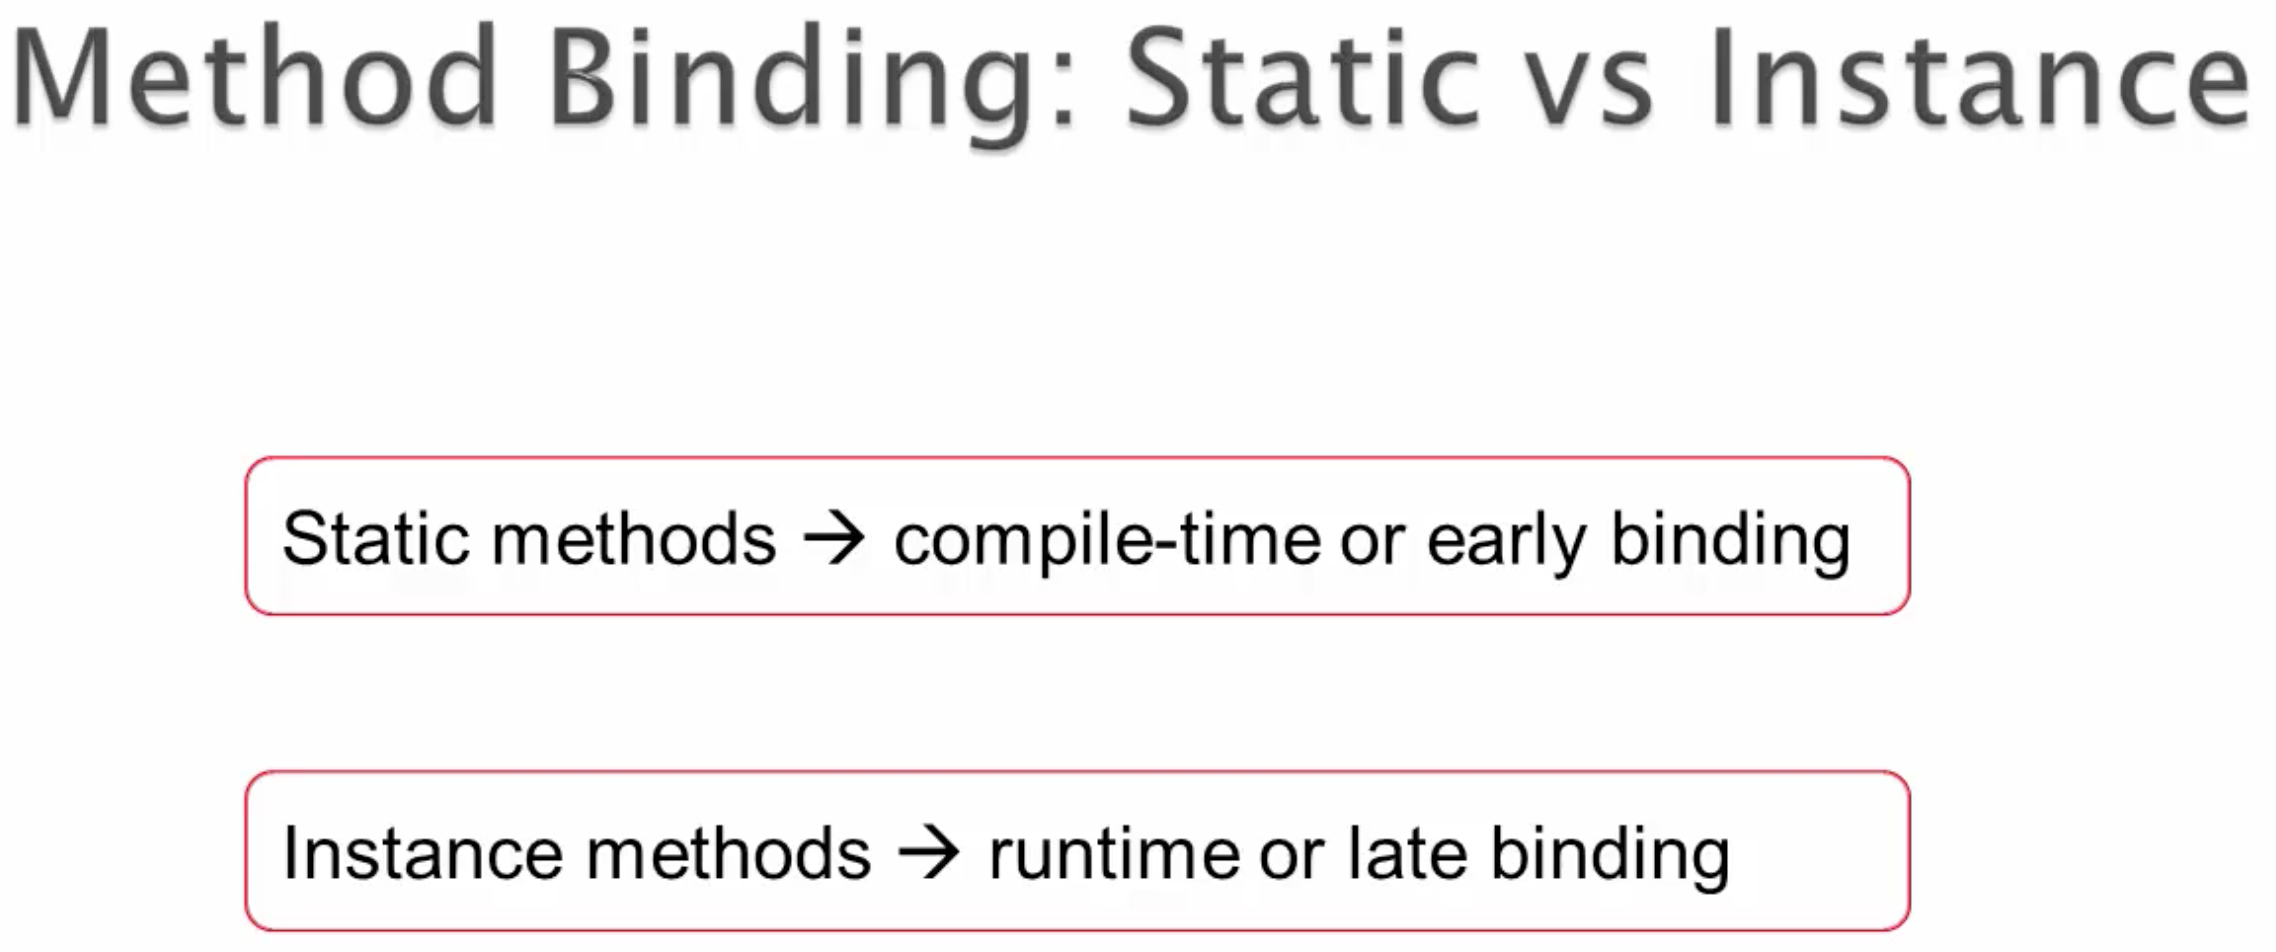 Method Binding: Static vs Instance
Static methods → compile-time or early binding
Instance methods → runtime or late binding